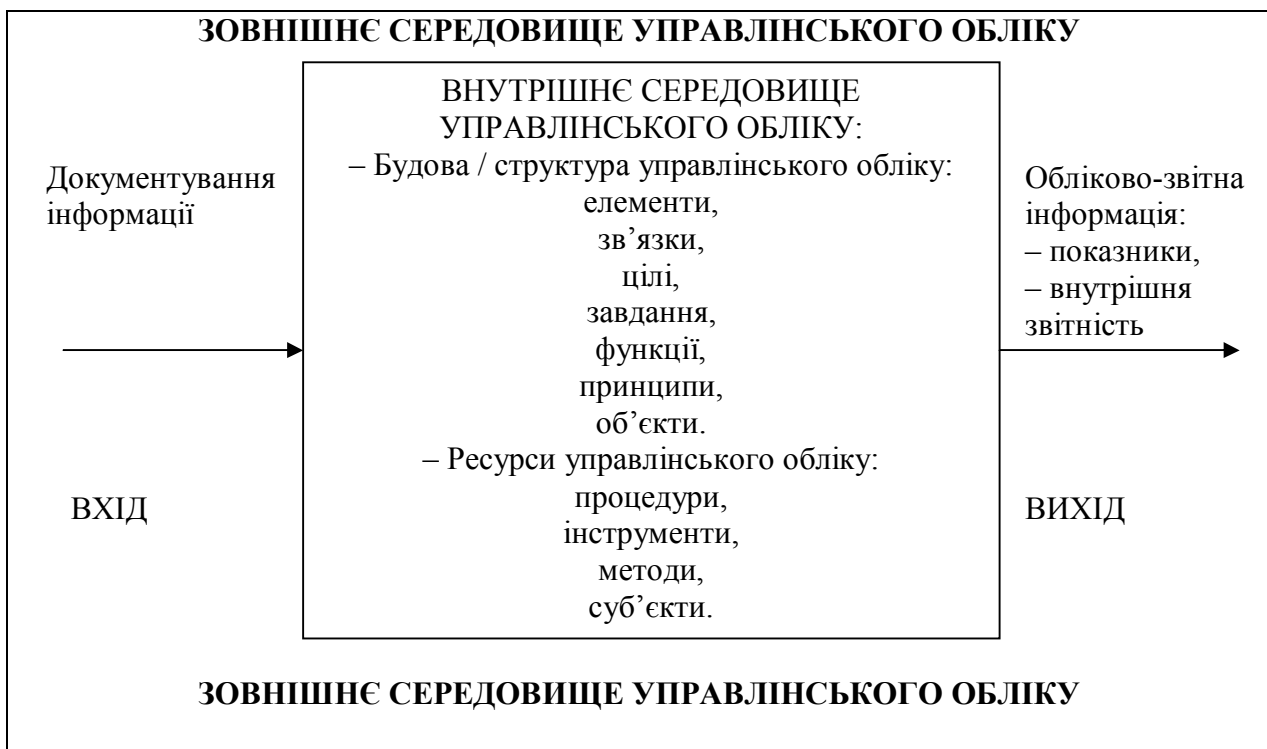 ЗОВНІШНЄ СЕРЕДОВИЩЕ УПРАВЛІНСЬКОГО ОБЛІКУ
Документування
інформації
ВХІД
ВНУТРІШНЄ СЕРЕДОВИЩЕ
УПРАВЛІНСЬКОГО ОБЛІКУ:
– Будова / структура управлінського обліку:
елементи,
зв’язки,
цілі,
завдання,
функції,
принципи,
об’єкти.
– Ресурси управлінського обліку:
процедури,
інструменти,
методи,
суб’єкти.
Обліково-звітна
інформація:
– показники,
– внутрішня
звітність
ВИХІД
ЗОВНІШНЄ СЕРЕДОВИЩЕ УПРАВЛІНСЬКОГО ОБЛІКУ